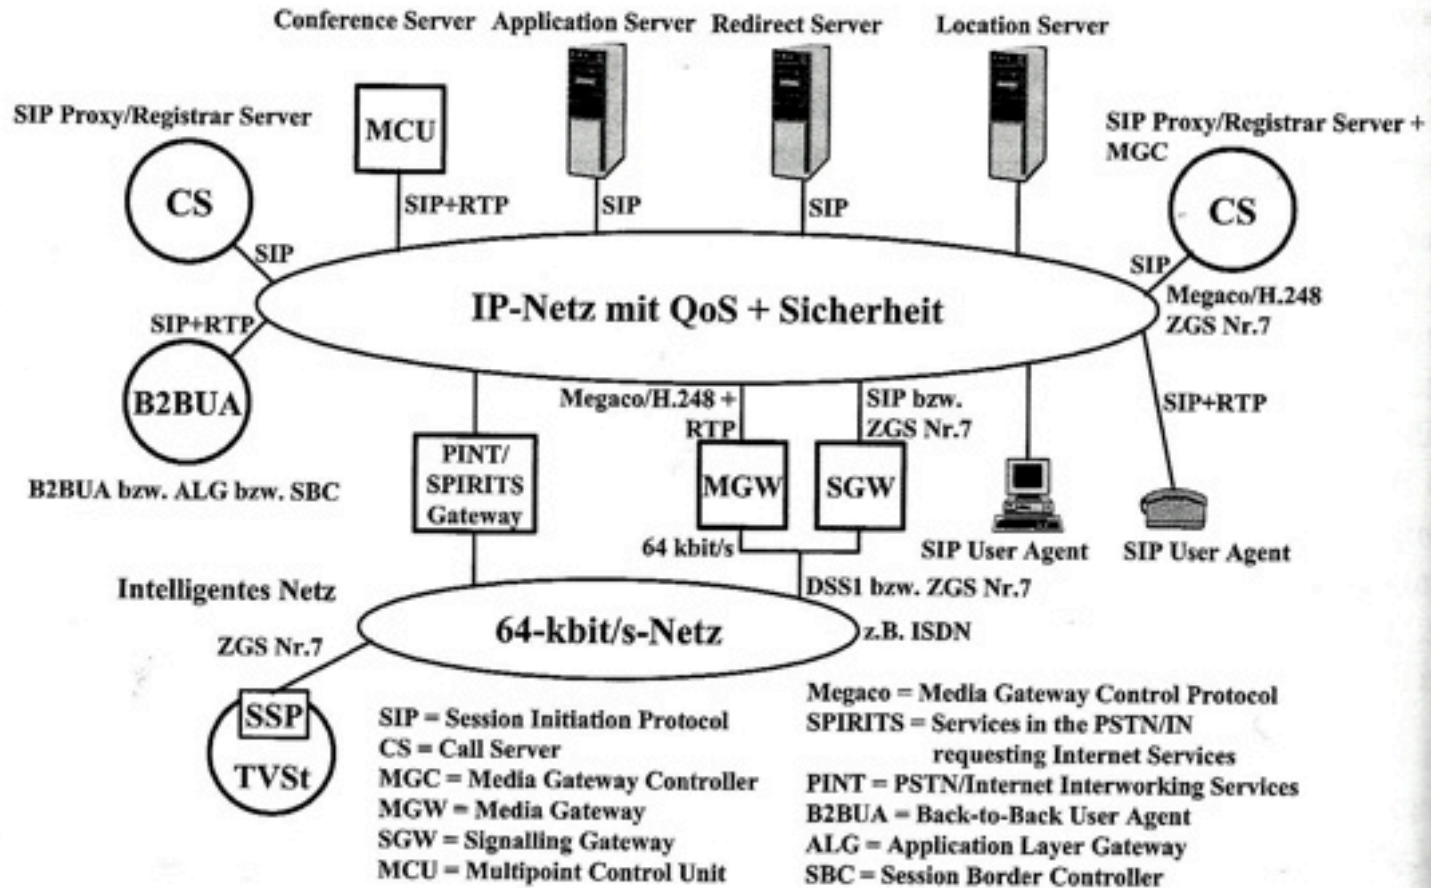 Conference Server
Application Server
Redirect Server
Location Server
SIP Proxy/Registrar Server
MCU
SIP Proxy/Registrar Server +
MGC
CS
SIP+RTP
SIP
SIP
CS
SIP
SIP
IP-Netz mit QoS + Sicherheit
Megaco/H.248
ZGS Nr.7
SIP+RTP
B2BUA
Megaco/H.248 +
RTP
SIP bzw.
ZGS Nr.7
SIP+RTP
PINT/
SPIRITS
Gateway
MGW
SGW
B2BUA bzw. ALG bzw. SBC
64 kbit/s
SIP User Agent
SIP User Agent
Intelligentes Netz
DSS1 bzw. ZGS Nr.7
64-kbit/s-Netz
z.B. ISDN
ZGS Nr.7
SSP
TVSt
SIP = Session Initiation Protocol
CS = Call Server
MGC = Media Gateway Controller
MGW = Media Gateway
SGW = Signalling Gateway
MCU = Multipoint Control Unit
Megaco = Media Gateway Control Protocol
SPIRITS = Services in the PSTN/IN
requesting Internet Services
PINT = PSTN/Internet Interworking Services
B2BUA = Back-to-Back User Agent
ALG = Application Layer Gateway
SBC = Session Border Controller